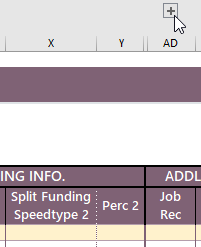 X Y AD
ING INFO. ADDL
Split Funding Speedtype 2 Perc 2 Job Rec